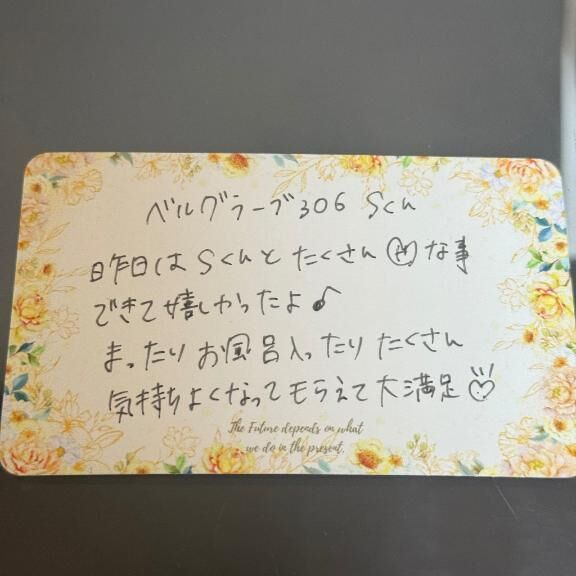 ベルグラーブ306 Sくん
昨日はSくんとたくさんHな事
できて嬉しかったよ♪
まったりお風呂入ったりたくさん
気持ちよくなってもらえて大満足♡
The Future depends on what
we do in the present.